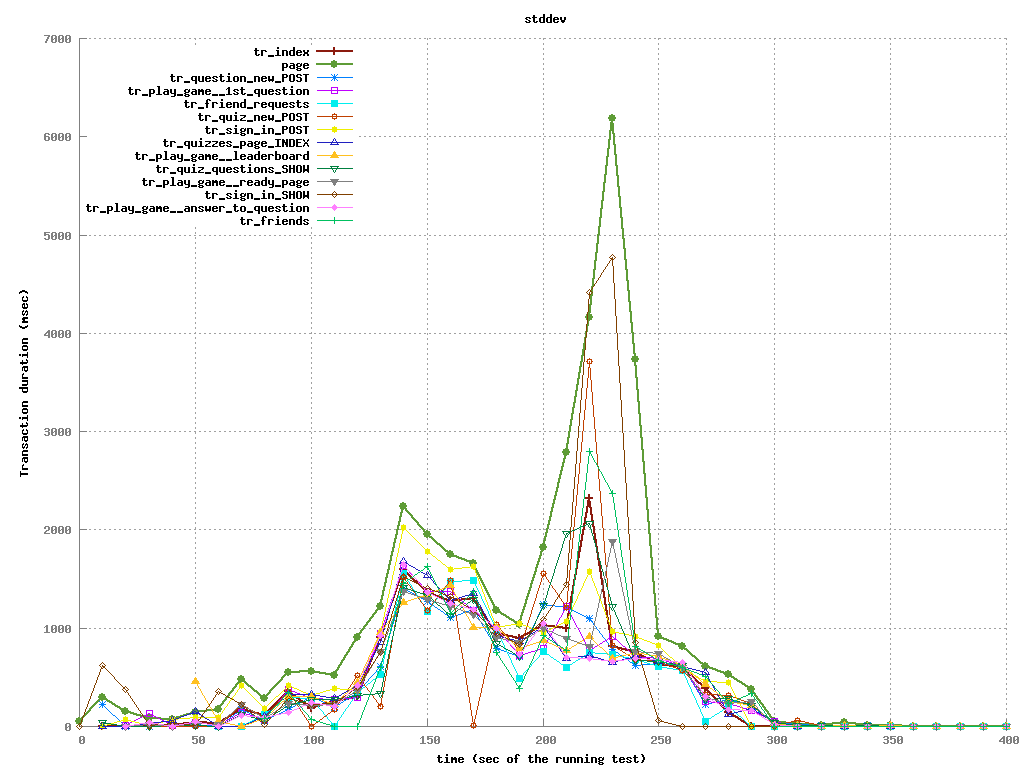 stddev
7000
6000
5000
4000
3000
2000
1000
0
Transaction duration (msec)
tr_index
page
tr_question_new_POST
tr_play_game__1st_question
tr_friend_requests
tr_quiz_new_POST
tr_sign_in_POST
tr_quizzes_page_INDEX
tr_play_game__leaderboard
tr_quiz_questions_SHOW
tr_play_game__ready_page
tr_sign_in_SHOW
tr_play_game__answer_to_question
tr_friends
0 50 100 150 200 250 300 350 400
time (sec of the running test)